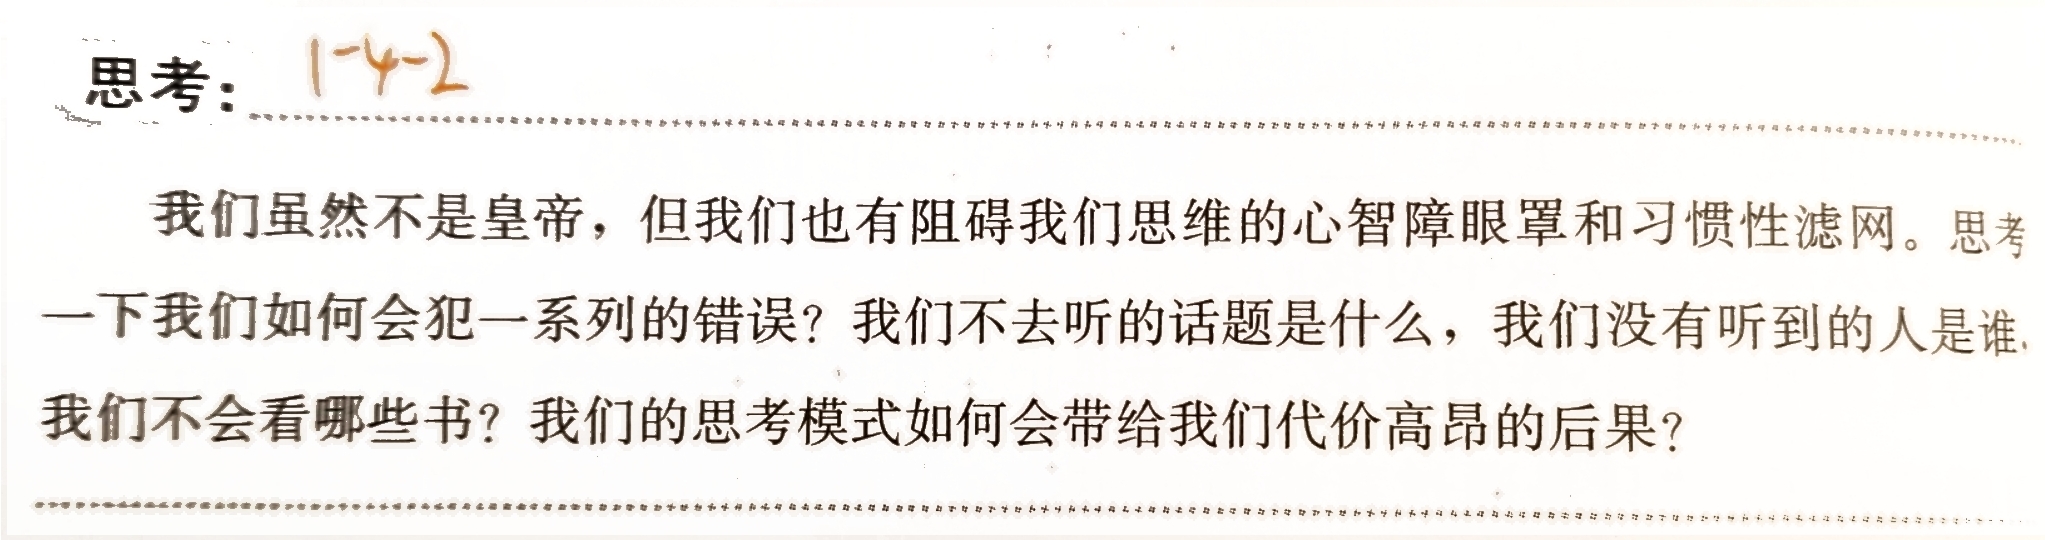 思考： 1-4-2
我们虽然不是皇帝，但我们也有阻碍我们思维的心智障眼罩和习惯性滤网。思考
一下我们如何会犯一系列的错误？我们不去听的话题是什么，我们没有听到的人是谁，
我们不会看哪些书？我们的思考模式如何会带给我们代价高昂的后果？